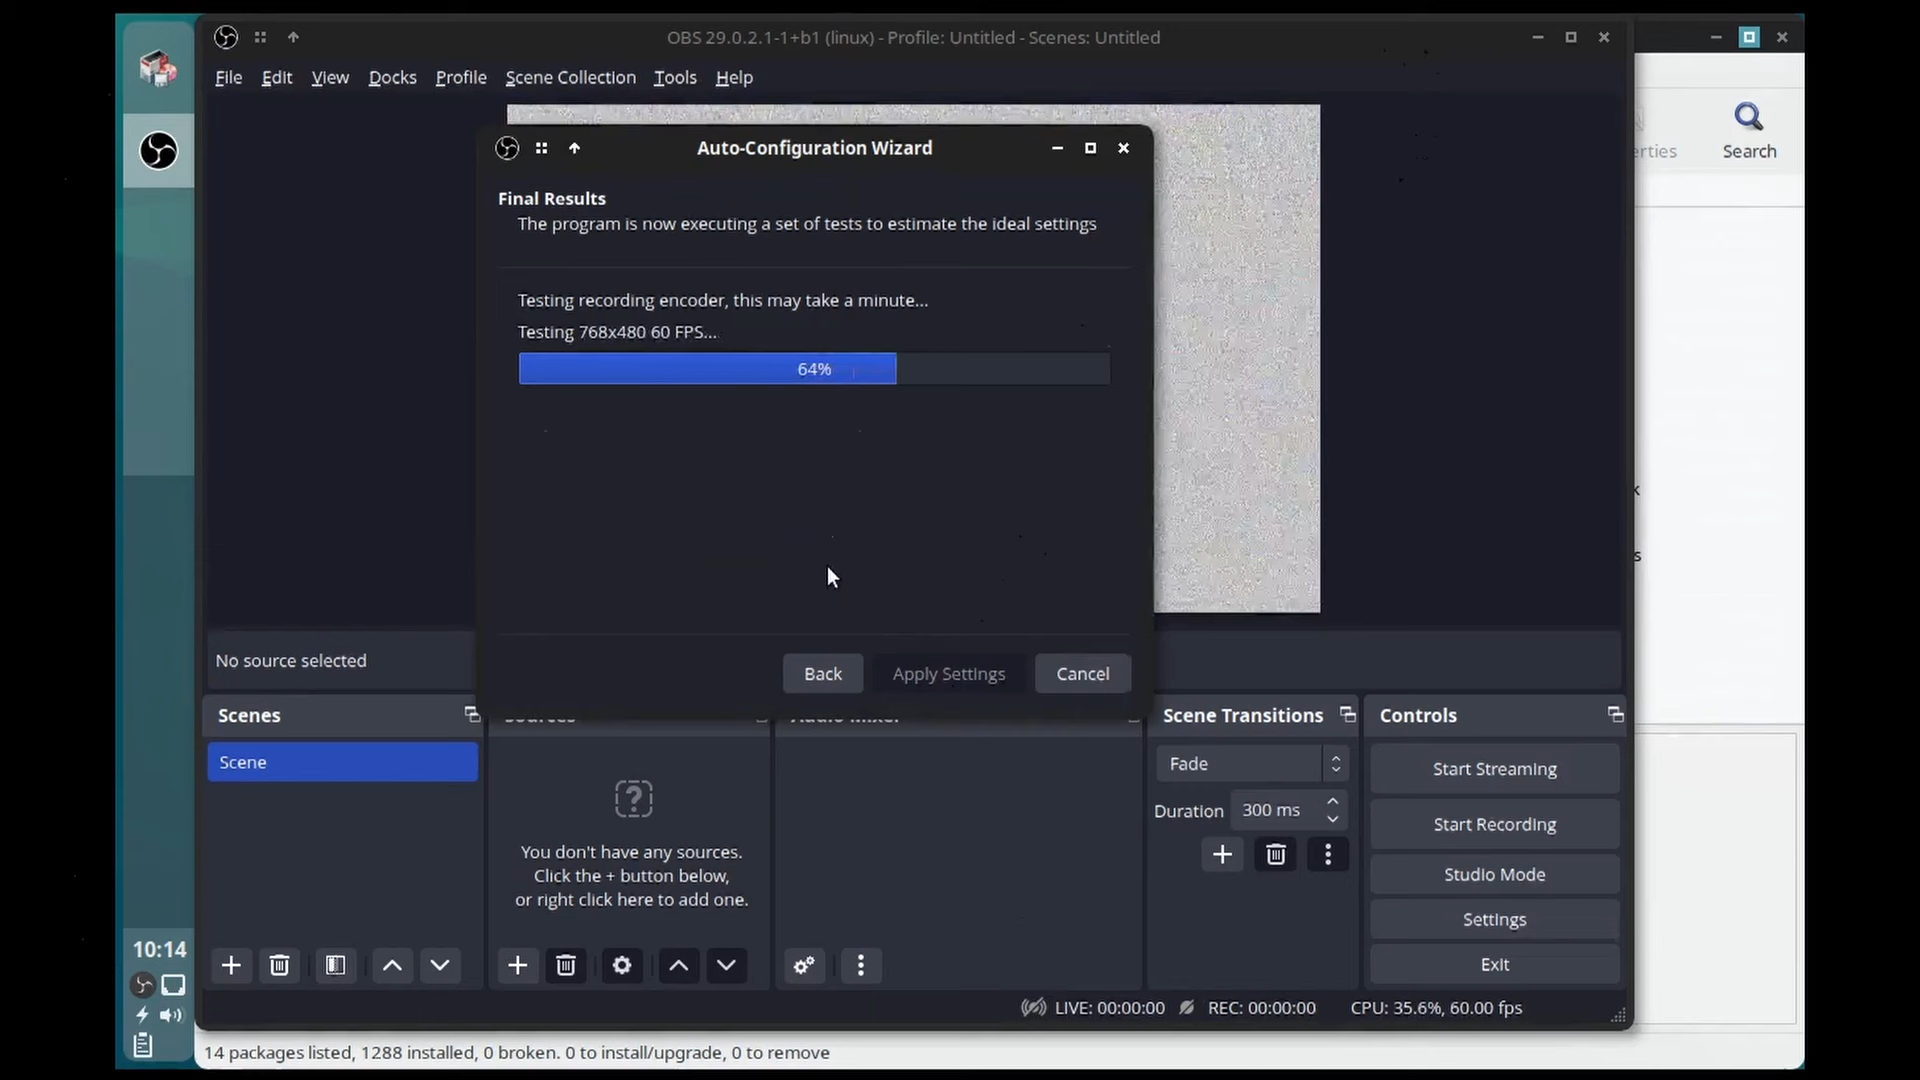 OBS 29.0.2.1-1+b1 (linux) - Profile: Untitled - Scenes: Untitled
File Edit View Docks Profile Scene Collection Tools Help
erties
Search
Auto-Configuration Wizard
Final Results
The program is now executing a set of tests to estimate the ideal settings
Testing recording encoder, this may take a minute...
Testing 768x480 60 FPS...
64%
k
s
Back Apply Settings Cancel
No source selected
Scenes
Scene
Sources
You don't have any sources.
Click the + button below,
or right click here to add one.
Audio Mixer
Scene Transitions
Fade
Duration 300 ms
Controls
Start Streaming
Start Recording
Studio Mode
Settings
Exit
10:14
LIVE: 00:00:00 REC: 00:00:00 CPU: 35.6%, 60.00 fps
14 packages listed, 1288 installed, 0 broken. 0 to install/upgrade, 0 to remove